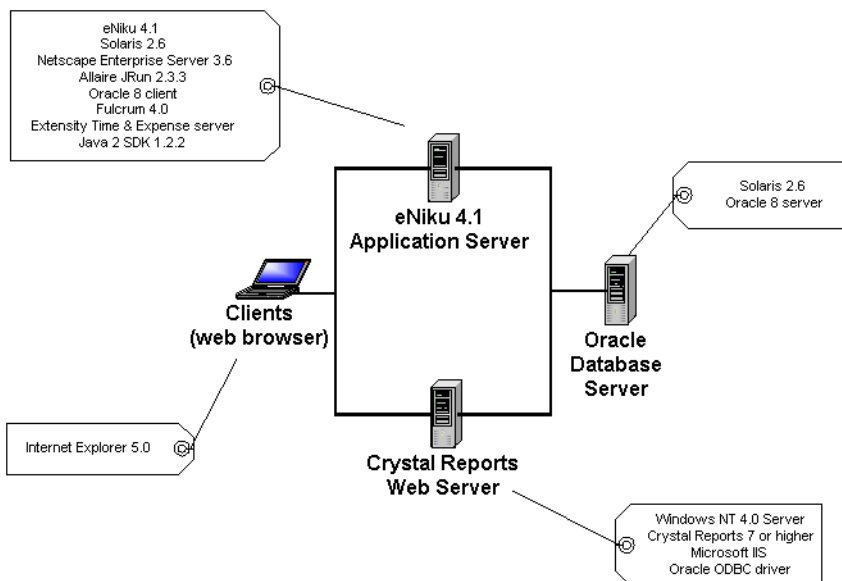 eNiku 4.1
Solaris 2.6
Netscape Enterprise Server 3.6
Allaire JRun 2.3.3
Oracle 8 client
Fulcrum 4.0
Extensity Time & Expense server
Java 2 SDK 1.2.2
eNiku 4.1
Application Server
Solaris 2.6
Oracle 8 server
Clients
(web browser)
Oracle
Database
Server
Internet Explorer 5.0
Crystal Reports
Web Server
Windows NT 4.0 Server
Crystal Reports 7 or higher
Microsoft IIS
Oracle ODBC driver